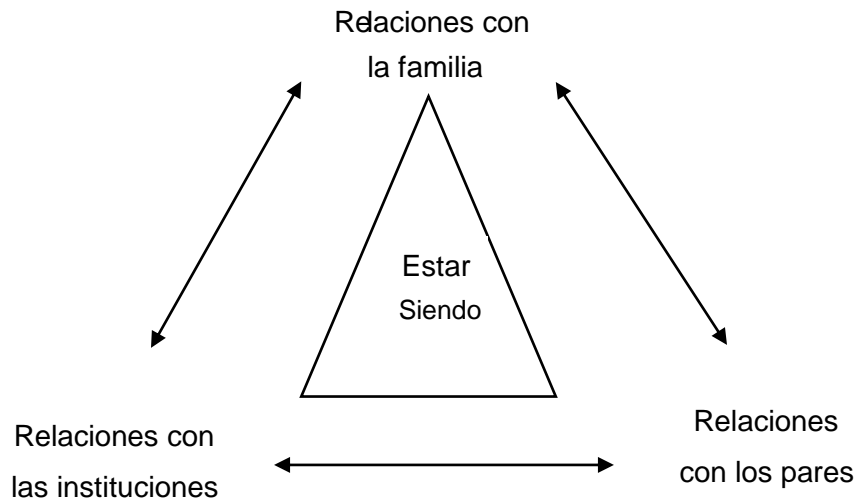 Relaciones con
la familia
Estar
Siendo
Relaciones con
las instituciones
Relaciones
con los pares